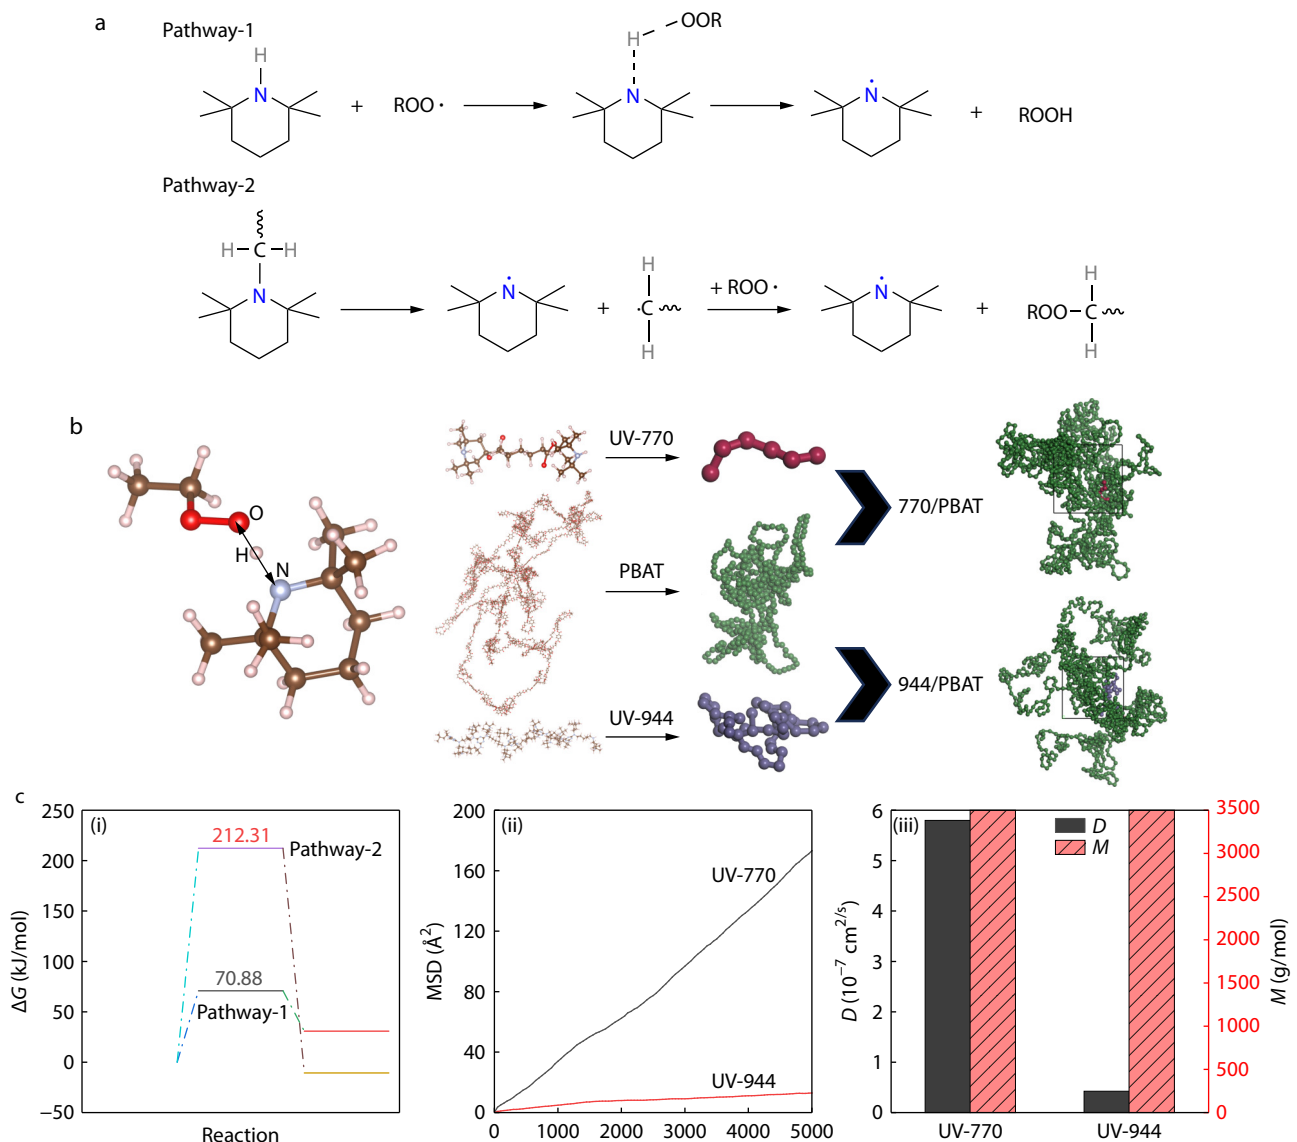 a
Pathway-1
H
N
+
ROO·
H
OOR
N
N
+
ROOH
Pathway-2
H C H
N
N
+
H
·C
H
+ ROO·
N
+
H
ROO C
H
b
O
H
N
UV-770
PBAT
UV-944
770/PBAT
944/PBAT
c
(i)
ΔG (kJ/mol)
250
200
150
100
50
0
−50
212.31
Pathway-2
70.88
Pathway-1
Reaction
(ii)
MSD (Å²)
200
160
120
80
40
0
UV-770
UV-944
0 1000 2000 3000 4000 5000
(iii)
D (10⁻⁷ cm²/ˢ)
6
5
4
3
2
1
0
D
M
3500
3000
2500
2000
1500
1000
500
0
M (g/mol)
UV-770 UV-944